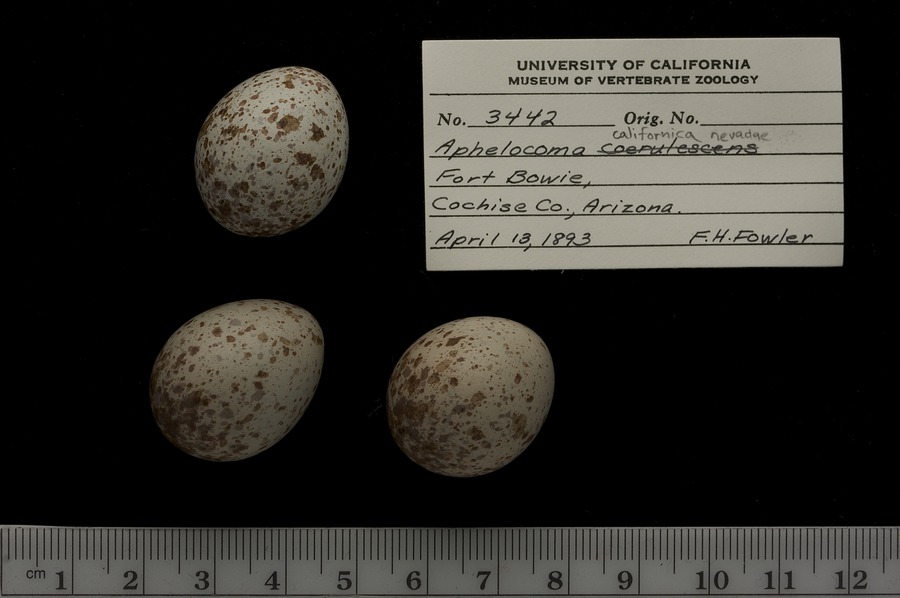 UNIVERSITY OF CALIFORNIA
MUSEUM OF VERTEBRATE ZOOLOGY
No. 3442 Orig. No.
californica nevadae
Aphelocoma coerulescens
Fort Bowie,
Cochise Co., Arizona.
April 13, 1893 F.H. Fowler
cm 1 2 3 4 5 6 7 8 9 10 11 12